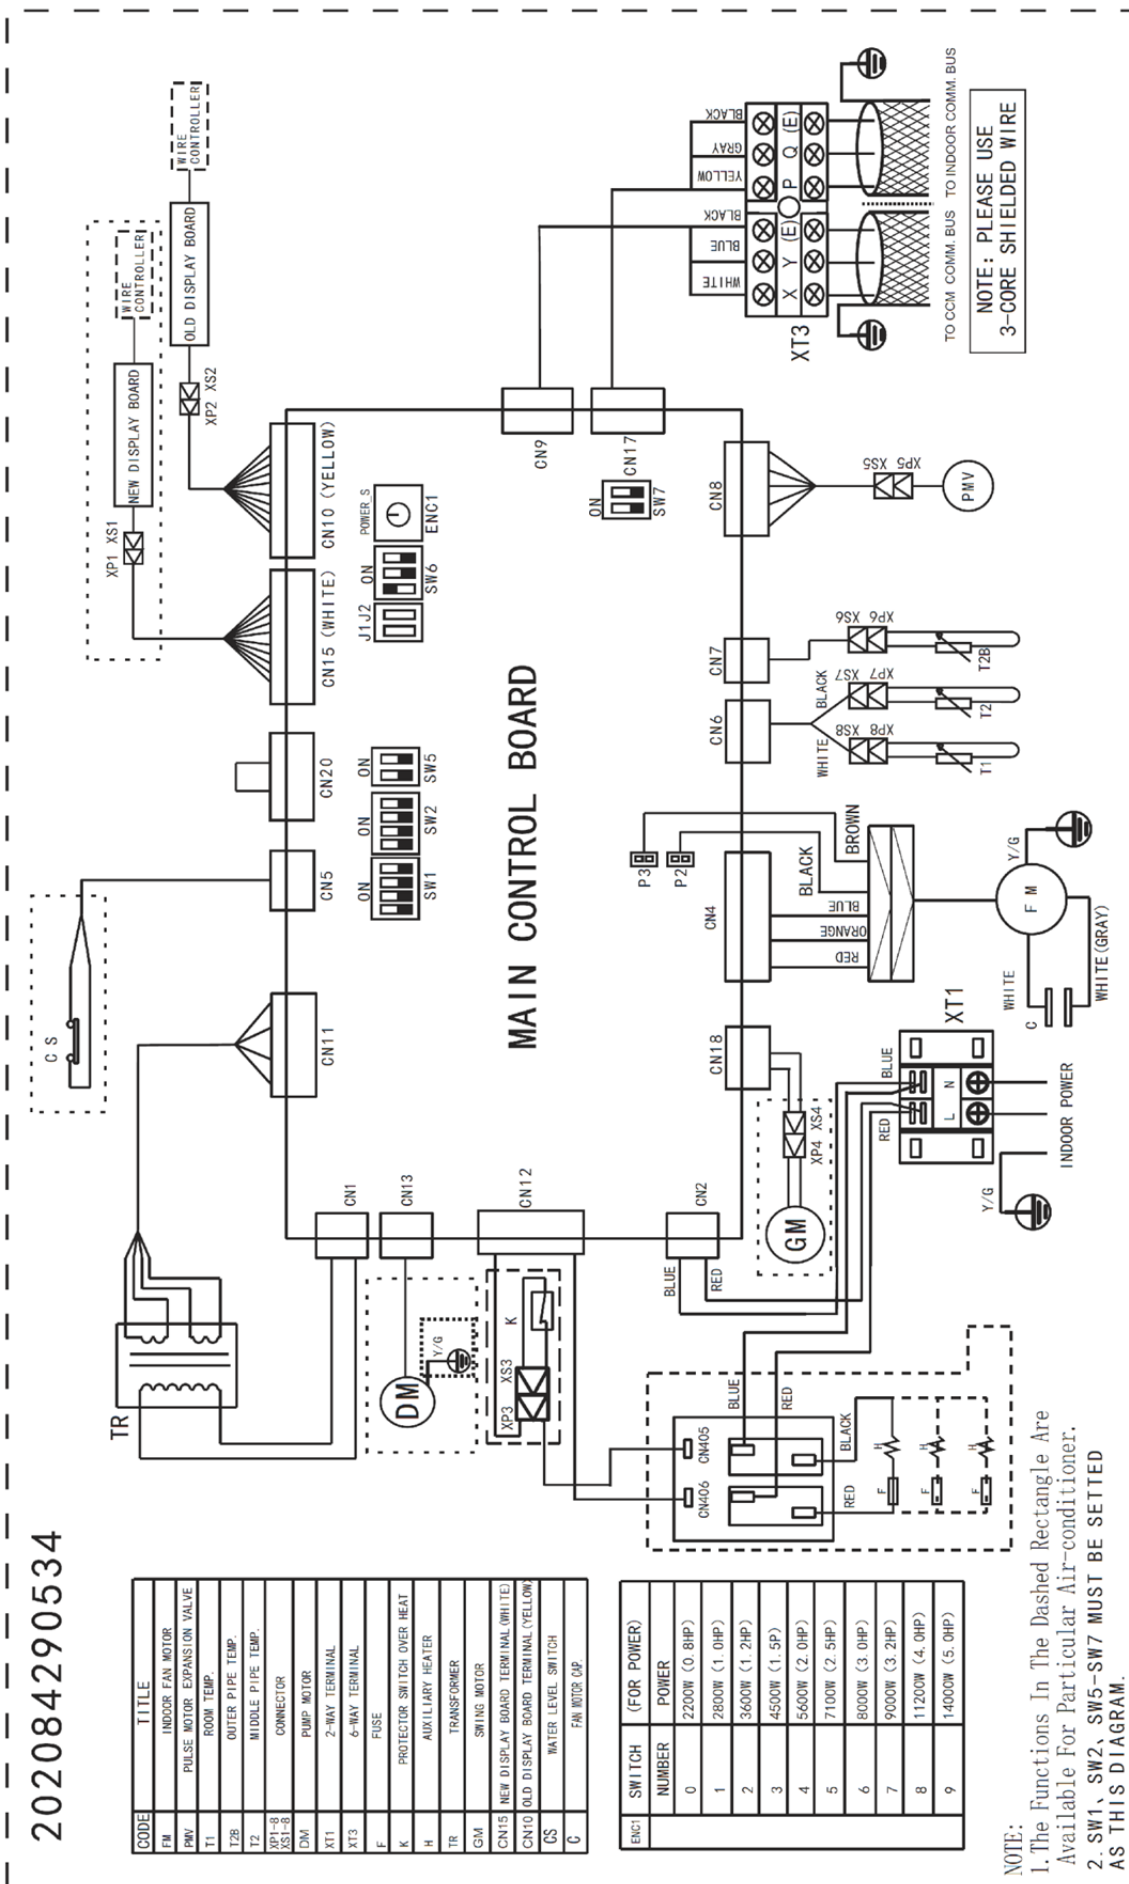 202084290534
CODE TITLE
FM INDOOR FAN MOTOR
PMV PULSE MOTOR EXPANSION VALVE
T1 ROOM TEMP.
T2B OUTER PIPE TEMP.
T2 MIDDLE PIPE TEMP.
XP1-8 XS1-8 CONNECTOR
DM PUMP MOTOR
XT1 2-WAY TERMINAL
XT3 6-WAY TERMINAL
F FUSE
K PROTECTOR SWITCH OVER HEAT
H AUXILIARY HEATER
TR TRANSFORMER
GM SWING MOTOR
CN15 NEW DISPLAY BOARD TERMINAL(WHITE)
CN10 OLD DISPLAY BOARD TERMINAL(YELLOW)
CS WATER LEVEL SWITCH
C FAN MOTOR CAP.
ENC1 SWITCH (FOR POWER)
NUMBER POWER
0 2200W (0.8HP)
1 2800W (1.0HP)
2 3600W (1.2HP)
3 4500W (1.5P)
4 5600W (2.0HP)
5 7100W (2.5HP)
6 8000W (3.0HP)
7 9000W (3.2HP)
8 11200W (4.0HP)
9 14000W (5.0HP)
NOTE:
1.The Functions In The Dashed Rectangle Are
Available For Particular Air-conditioner.
2.SW1、SW2、SW5-SW7 MUST BE SETTED
AS THIS DIAGRAM.
TR
CS
XP1 XS1
NEW DISPLAY BOARD
WIRE
CONTROLLER
XP2 XS2
OLD DISPLAY BOARD
WIRE
CONTROLLER
CN11
CN5
CN20
CN15 (WHITE)
CN10 (YELLOW)
ON
SW1
ON
SW2
ON
SW5
J1J2
ON
SW6
POWER_S
ENC1
MAIN CONTROL BOARD
CN1
CN13
DM
Y/G
CN12
XP3 XS3
K
CN2
BLUE
RED
CN9
CN17
ON
SW7
BLACK
GRAY
YELLOW
BLACK
BLUE
WHITE
X Y (E) P Q (E)
XT3
TO CCM COMM. BUS
TO INDOOR COMM. BUS
NOTE: PLEASE USE
3-CORE SHIELDED WIRE
CN406
CN405
BLUE
RED
BLACK
RED
F H
F H
F H
GM
XP4 XS4
CN18
CN4
P3
P2
RED
ORANGE
BLUE
BLACK
BROWN
CN6
CN7
CN8
WHITE
BLACK
XS8 XP8
XS7 XP7
XS6 XP6
T1
T2
T2B
XS5 XP5
PMV
RED
BLUE
L N
XT1
INDOOR POWER
Y/G
FM
Y/G
WHITE
C
WHITE(GRAY)